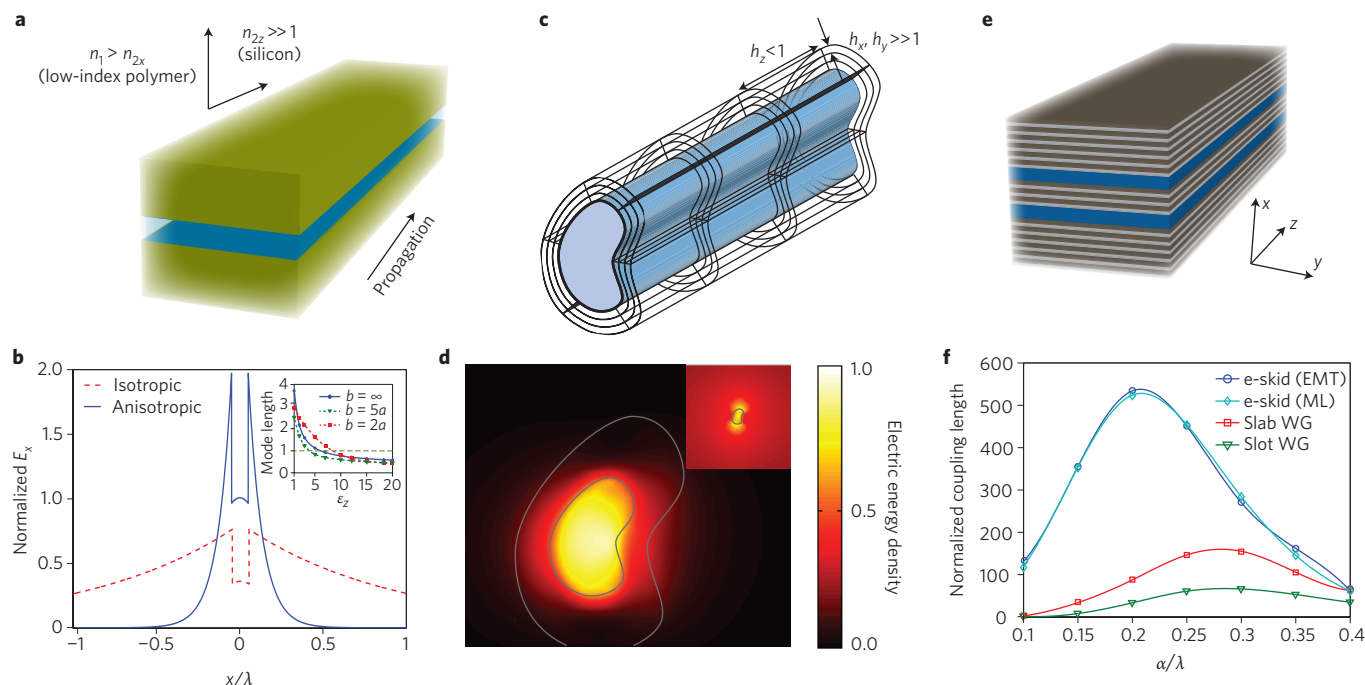 a
n₁ > n₂ₓ
(low-index polymer)
n₂z >> 1
(silicon)
Propagation
b
Normalized Eₓ
2.0
1.5
1.0
0.5
0
Isotropic
Anisotropic
Mode length
4
3
2
1
0
1 5 10 15 20
εz
b = ∞
b = 5a
b = 2a
−1 −0.5 0 0.5 1
x/λ
c
hz<1
hₓ, hy >>1
d
1.0
0.5
0.0
Electric energy density
e
x
z
y
f
Normalized coupling length
600
500
400
300
200
100
0
e-skid (EMT)
e-skid (ML)
Slab WG
Slot WG
0.1 0.15 0.2 0.25 0.3 0.35 0.4
α/λ